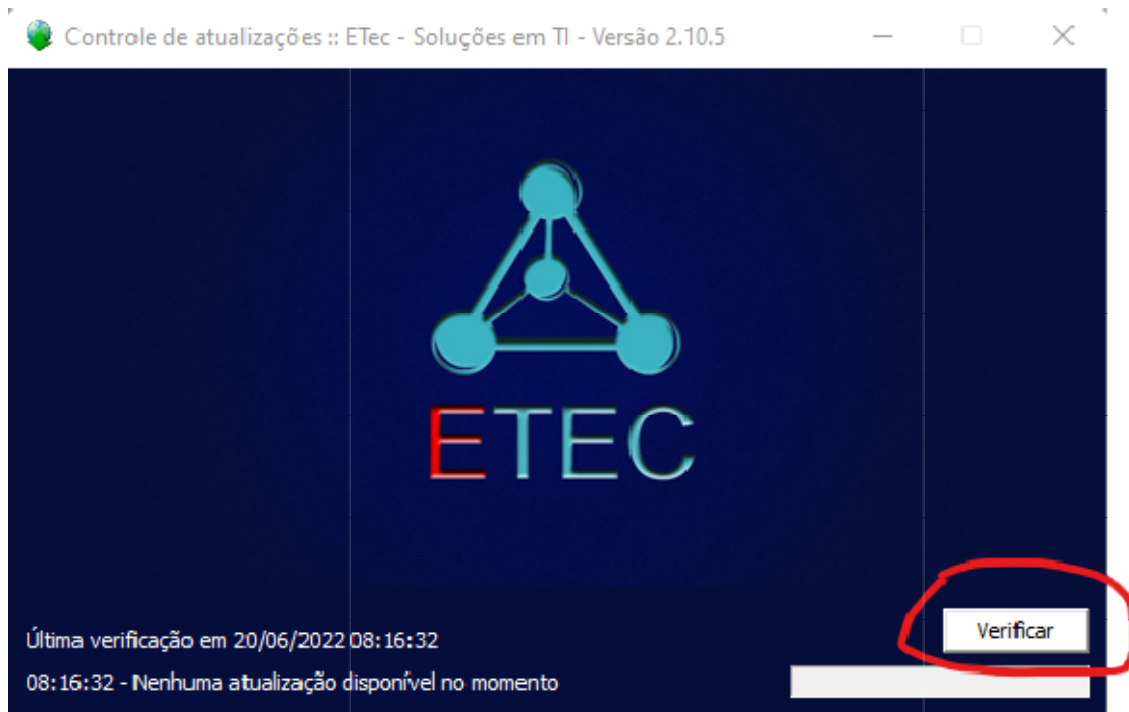 Controle de atualizações :: ETec - Soluções em TI - Versão 2.10.5
ETEC
Verificar
Última verificação em 20/06/2022 08:16:32
08:16:32 - Nenhuma atualização disponível no momento